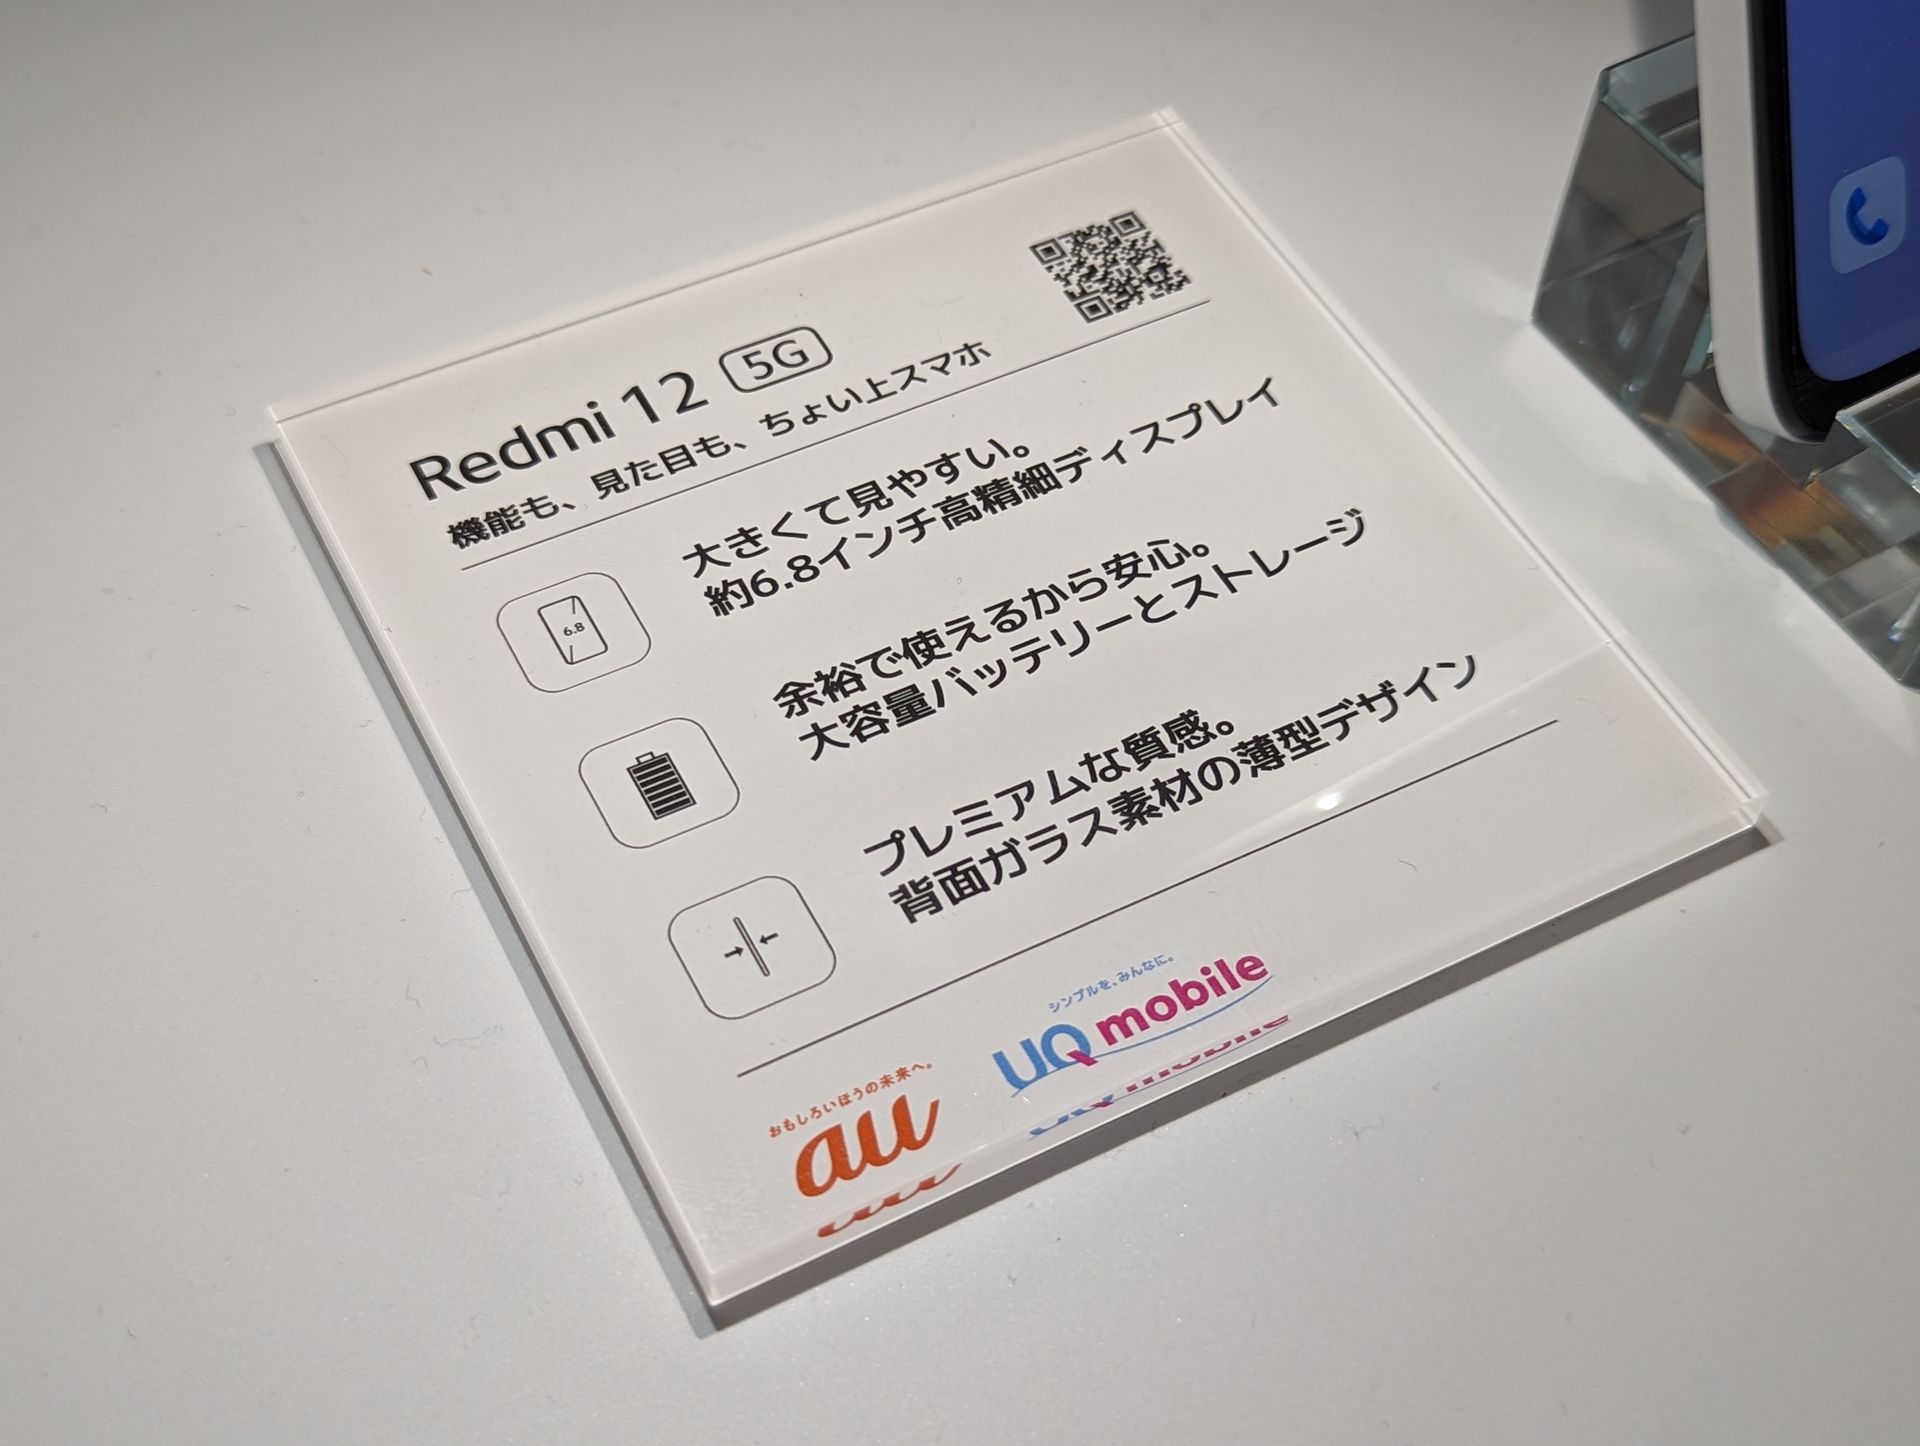 Redmi 12 5G
機能も、見た目も、ちょい上スマホ
6.8
大きくて見やすい。
約6.8インチ高精細ディスプレイ
余裕で使えるから安心。
大容量バッテリーとストレージ
プレミアムな質感。
背面ガラス素材の薄型デザイン
おもしろいほうの未来へ。
au
シンプルを、みんなに。
UQ mobile